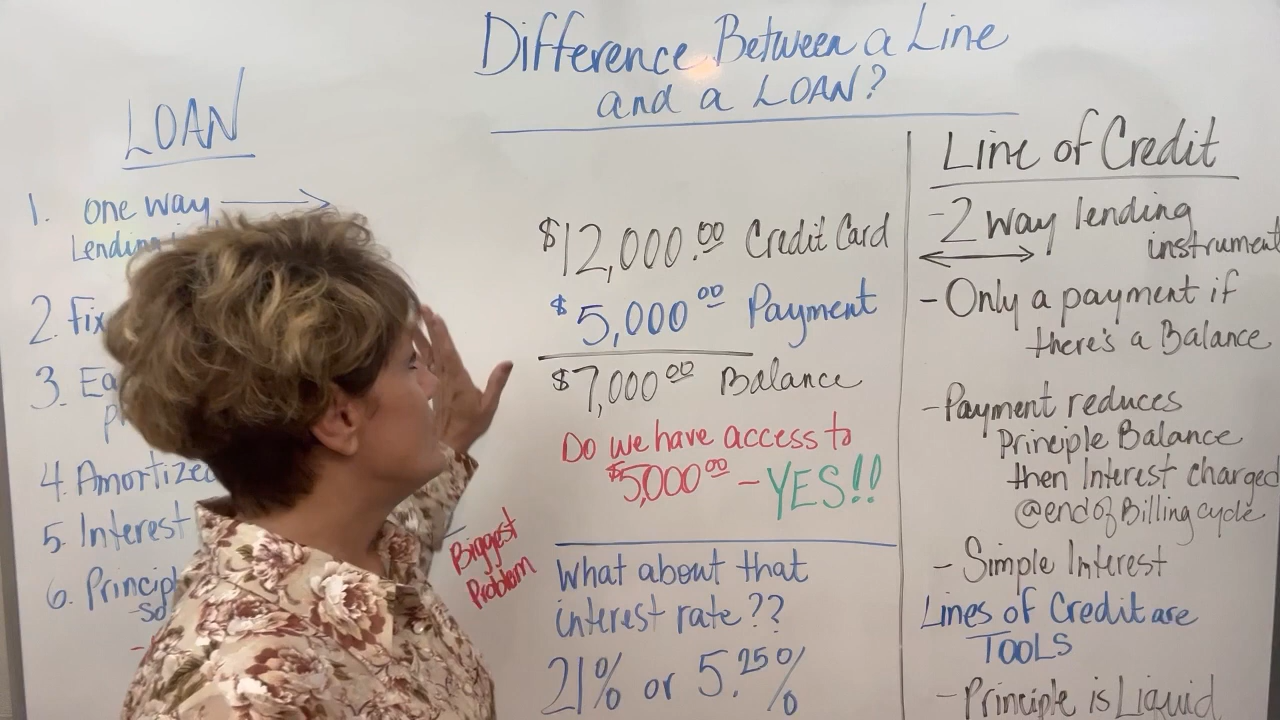 Difference Between a Line
and a LOAN?
LOAN
1. one way
Lending
2. Fix
3. Ea
p
4. Amortized
5. Interest
6. Princip
- so
-
Biggest
Problem
$12,000.00 Credit Card
$5,000 00 Payment
$7,000 00 Balance
Do we have access to
$5,000 00 - YES!!
What about that
interest rate??
21% or 5.25%
Line of Credit
- 2 way lending
instrument
- Only a payment if
there's a Balance
- Payment reduces
Principle Balance
then Interest charged
@end of Billing cycle
- Simple Interest
Lines of Credit are
TOOLS
- Principle is Liquid